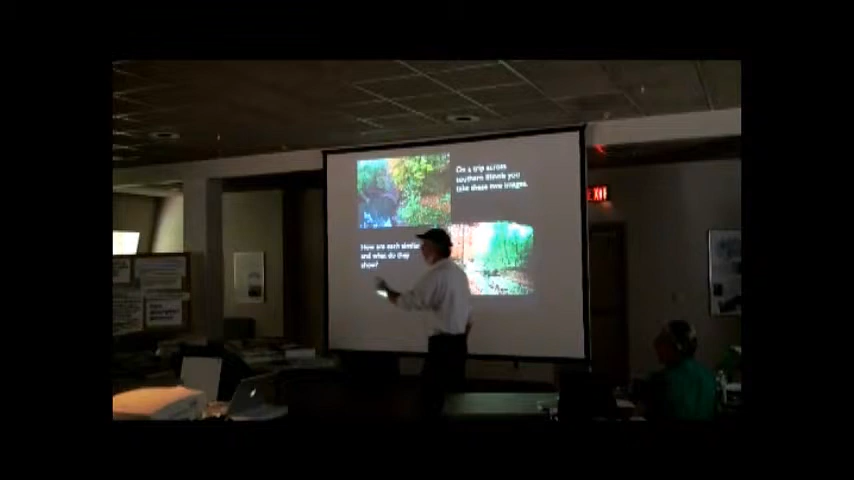 On a trip across
southern Illinois you
take these two images.
How are each similar
and what do they
show?
EXIT